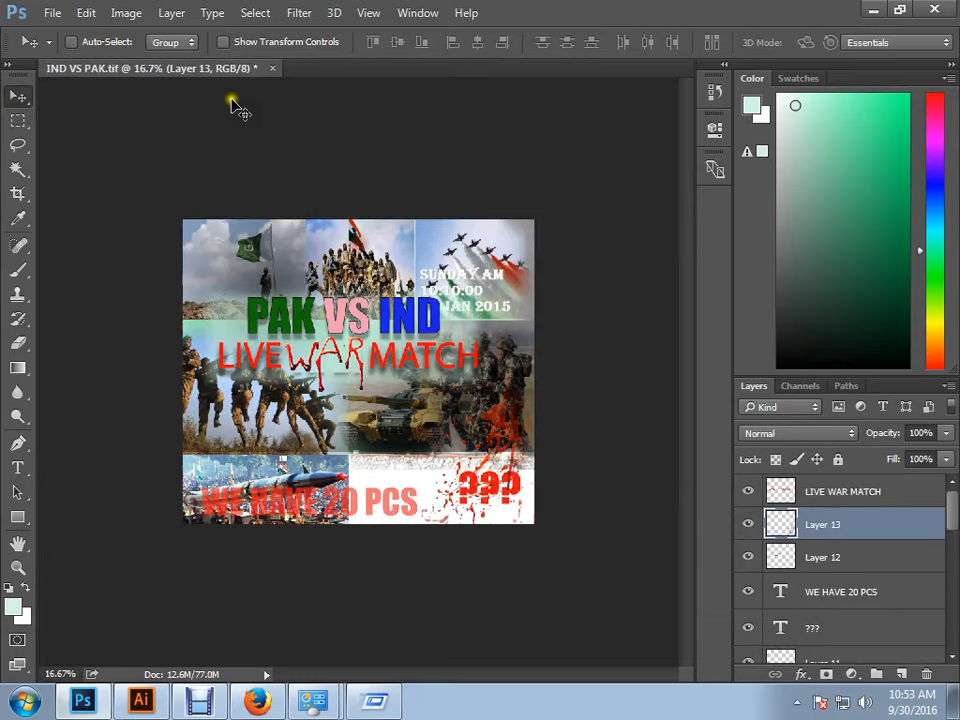 Ps File Edit Image Layer Type Select Filter 3D View Window Help
Auto-Select: Group Show Transform Controls 3D Mode: Essentials
IND VS PAK.tif @ 16.7% (Layer 13, RGB/8) * ×
Color Swatches
SUNDAY AM
10:10:00
JAN 2015
PAK VS IND
LIVE WAR MATCH
WE HAVE 20 PCS
???
Layers Channels Paths
Kind
Normal Opacity: 100%
Lock: Fill: 100%
LIVE WAR MATCH
Layer 13
Layer 12
WE HAVE 20 PCS
???
16.67% Doc: 12.6M/77.0M
Ps Ai
10:53 AM
9/30/2016